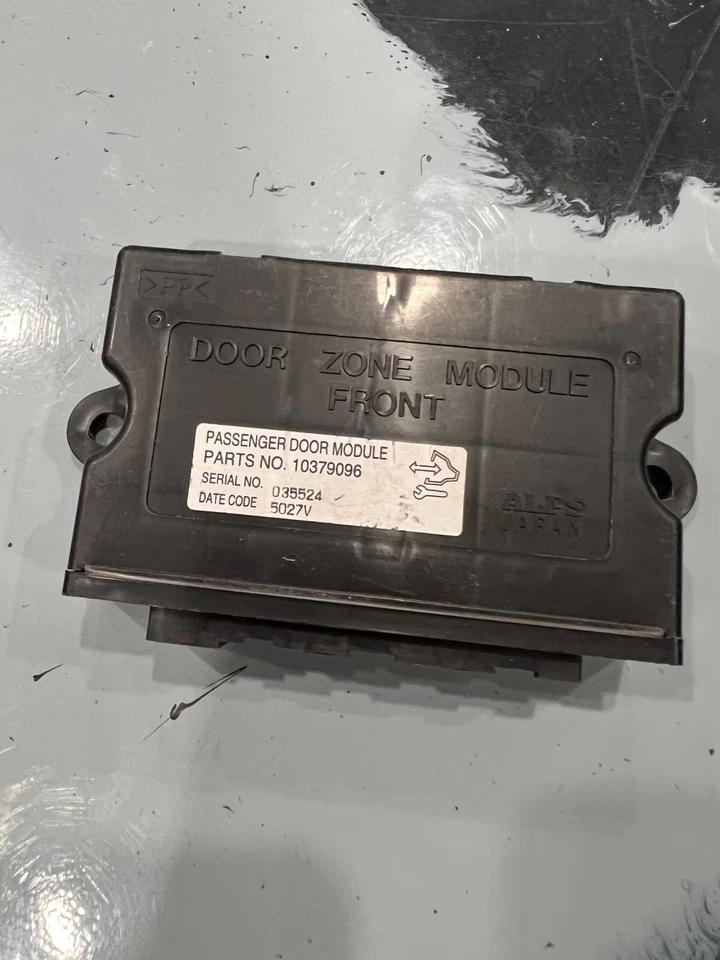 >PP<
DOOR ZONE MODULE
FRONT
PASSENGER DOOR MODULE
PARTS NO. 10379096
SERIAL NO. 035524
DATE CODE 5027V
ALPS
JAPAN